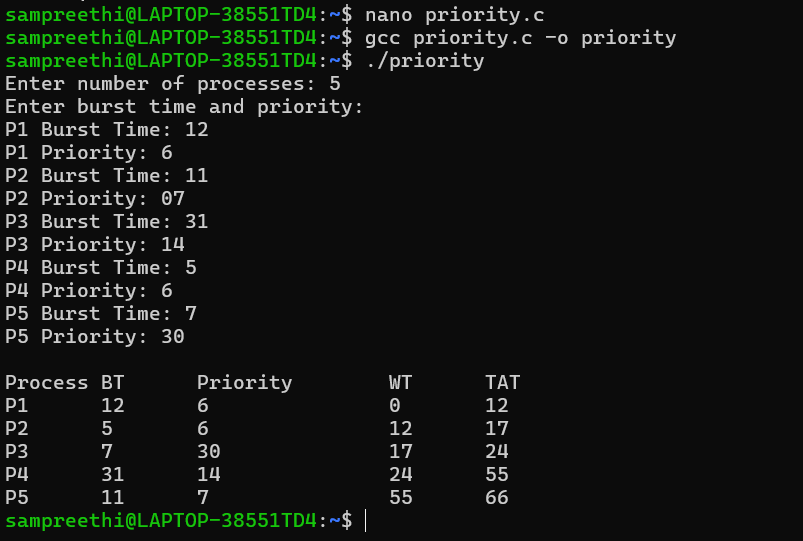 sampreethi@LAPTOP-38551TD4:~$ nano priority.c
sampreethi@LAPTOP-38551TD4:~$ gcc priority.c -o priority
sampreethi@LAPTOP-38551TD4:~$ ./priority
Enter number of processes: 5
Enter burst time and priority:
P1 Burst Time: 12
P1 Priority: 6
P2 Burst Time: 11
P2 Priority: 07
P3 Burst Time: 31
P3 Priority: 14
P4 Burst Time: 5
P4 Priority: 6
P5 Burst Time: 7
P5 Priority: 30
Process BT Priority WT TAT
P1 12 6 0 12
P2 5 6 12 17
P3 7 30 17 24
P4 31 14 24 55
P5 11 7 55 66
sampreethi@LAPTOP-38551TD4:~$